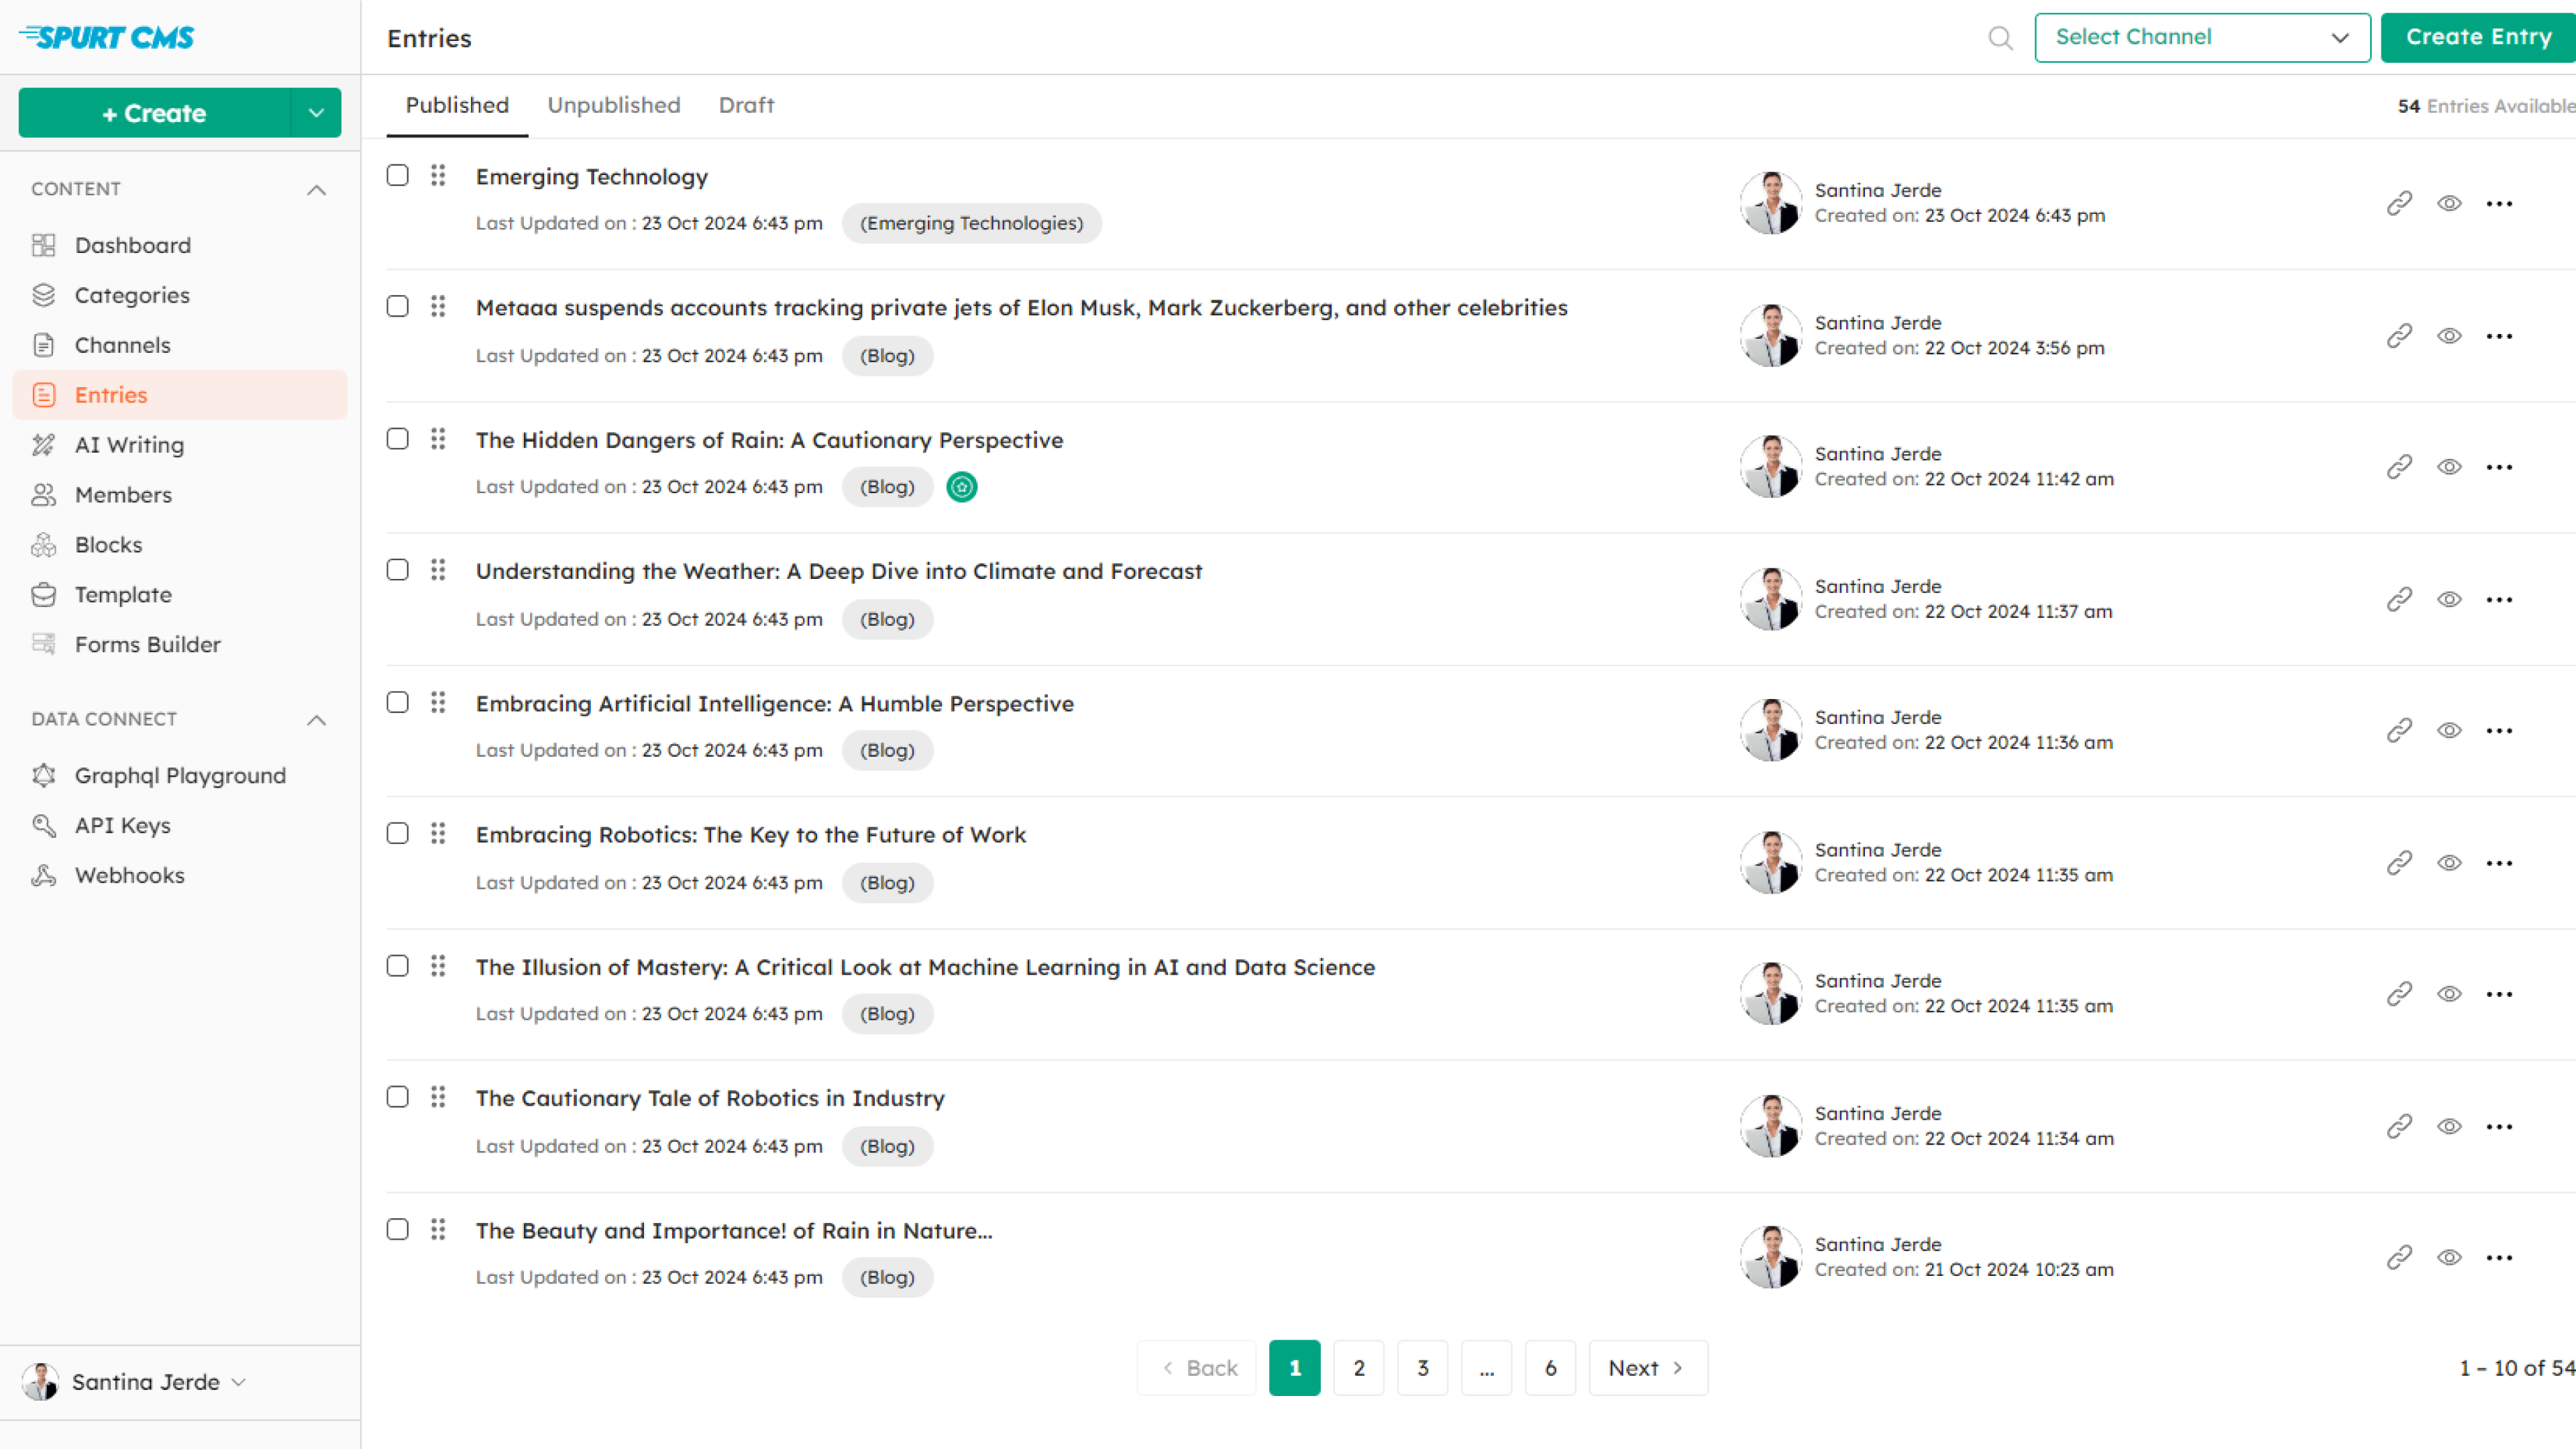 SPURT CMS
+ Create
CONTENT
Dashboard
Categories
Channels
Entries
AI Writing
Members
Blocks
Template
Forms Builder
DATA CONNECT
Graphql Playground
API Keys
Webhooks
Santina Jerde
Entries
Select Channel
Create Entry
Published Unpublished Draft
54 Entries Available
Emerging Technology
Last Updated on : 23 Oct 2024 6:43 pm (Emerging Technologies)
Santina Jerde
Created on: 23 Oct 2024 6:43 pm
Metaaa suspends accounts tracking private jets of Elon Musk, Mark Zuckerberg, and other celebrities
Last Updated on : 23 Oct 2024 6:43 pm (Blog)
Santina Jerde
Created on: 22 Oct 2024 3:56 pm
The Hidden Dangers of Rain: A Cautionary Perspective
Last Updated on : 23 Oct 2024 6:43 pm (Blog)
Santina Jerde
Created on: 22 Oct 2024 11:42 am
Understanding the Weather: A Deep Dive into Climate and Forecast
Last Updated on : 23 Oct 2024 6:43 pm (Blog)
Santina Jerde
Created on: 22 Oct 2024 11:37 am
Embracing Artificial Intelligence: A Humble Perspective
Last Updated on : 23 Oct 2024 6:43 pm (Blog)
Santina Jerde
Created on: 22 Oct 2024 11:36 am
Embracing Robotics: The Key to the Future of Work
Last Updated on : 23 Oct 2024 6:43 pm (Blog)
Santina Jerde
Created on: 22 Oct 2024 11:35 am
The Illusion of Mastery: A Critical Look at Machine Learning in AI and Data Science
Last Updated on : 23 Oct 2024 6:43 pm (Blog)
Santina Jerde
Created on: 22 Oct 2024 11:35 am
The Cautionary Tale of Robotics in Industry
Last Updated on : 23 Oct 2024 6:43 pm (Blog)
Santina Jerde
Created on: 22 Oct 2024 11:34 am
The Beauty and Importance! of Rain in Nature...
Last Updated on : 23 Oct 2024 6:43 pm (Blog)
Santina Jerde
Created on: 21 Oct 2024 10:23 am
< Back 1 2 3 ... 6 Next >
1 – 10 of 54